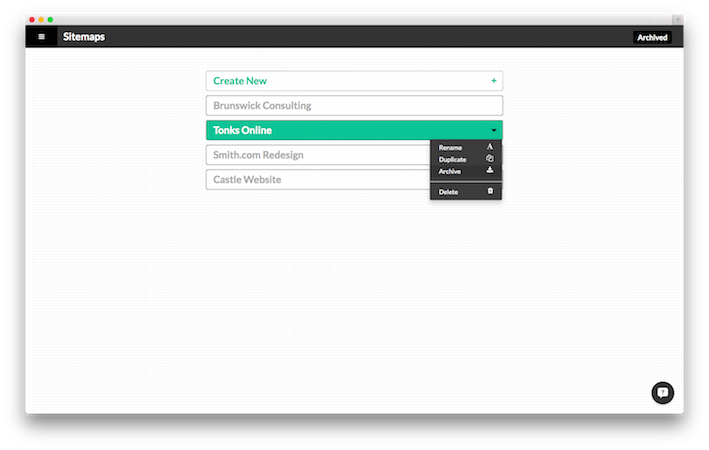 Sitemaps
Archived
Create New +
Brunswick Consulting
Tonks Online
Rename
Duplicate
Smith.com Redesign
Archive
Castle Website
Delete